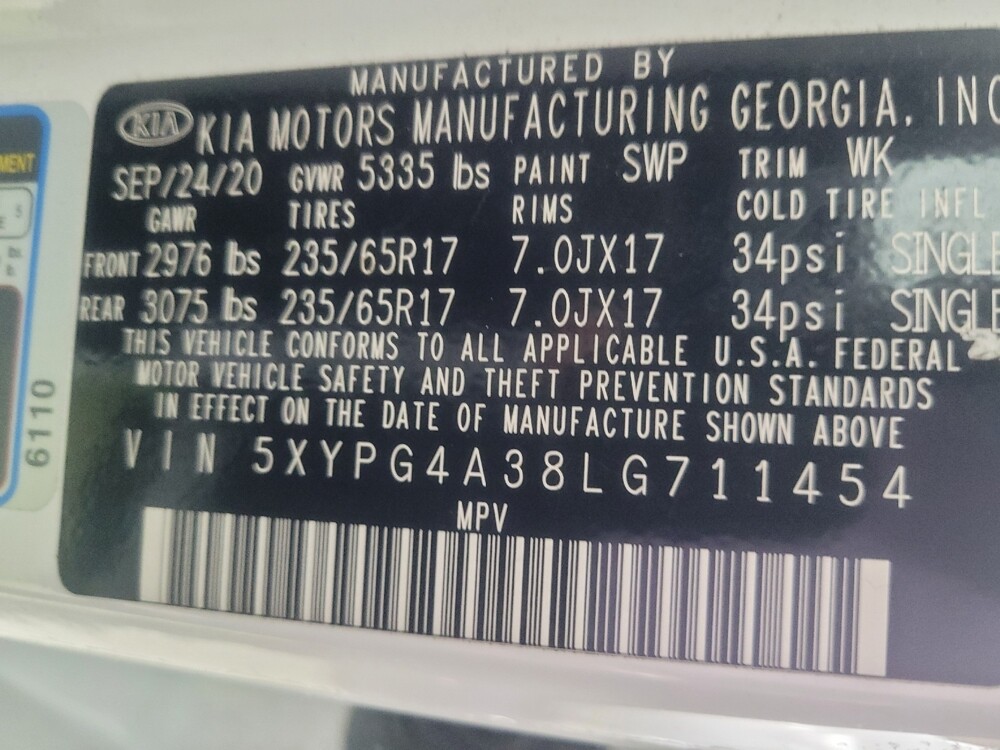 MENT
E 5
6110
MANUFACTURED BY
KIA KIA MOTORS MANUFACTURING GEORGIA, INC
SEP/24/20 GVWR 5335 lbs PAINT SWP TRIM WK
GAWR TIRES RIMS COLD TIRE INFL
FRONT 2976 lbs 235/65R17 7.0JX17 34psi SINGLE
REAR 3075 lbs 235/65R17 7.0JX17 34psi SINGLE
THIS VEHICLE CONFORMS TO ALL APPLICABLE U.S.A. FEDERAL
MOTOR VEHICLE SAFETY AND THEFT PREVENTION STANDARDS
IN EFFECT ON THE DATE OF MANUFACTURE SHOWN ABOVE
VIN 5XYPG4A38LG711454
MPV